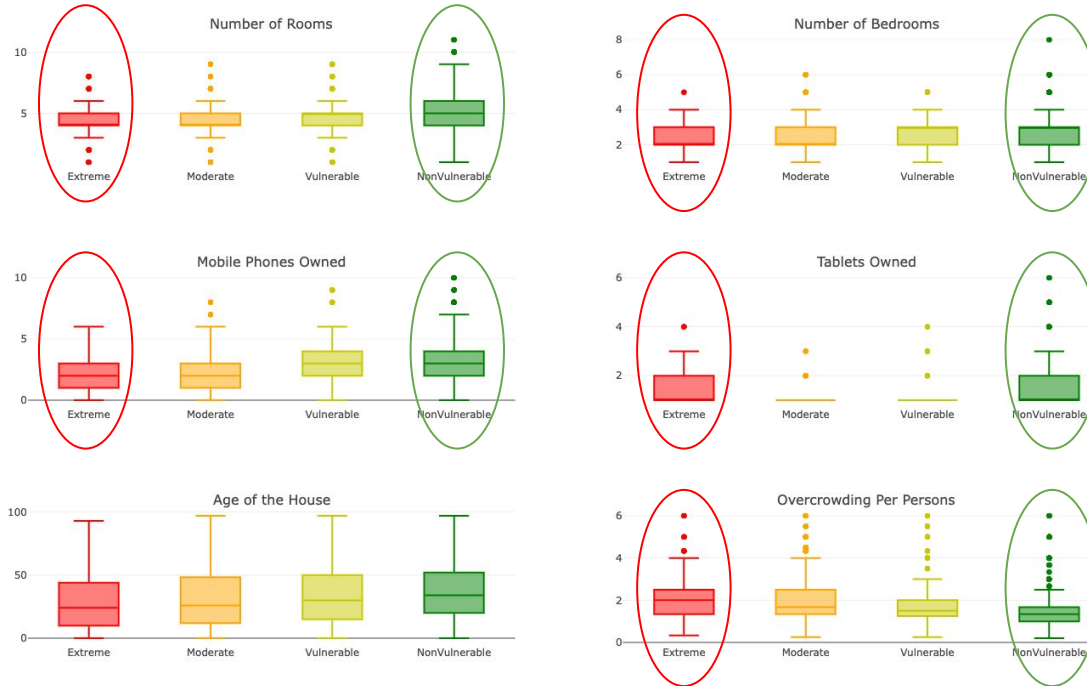 Number of Rooms
10
5
Extreme Moderate Vulnerable NonVulnerable
Number of Bedrooms
8
6
4
2
Extreme Moderate Vulnerable NonVulnerable
Mobile Phones Owned
10
5
0
Extreme Moderate Vulnerable NonVulnerable
Tablets Owned
6
4
2
Extreme Moderate Vulnerable NonVulnerable
Age of the House
100
50
0
Extreme Moderate Vulnerable NonVulnerable
Overcrowding Per Persons
6
4
2
0
Extreme Moderate Vulnerable NonVulnerable